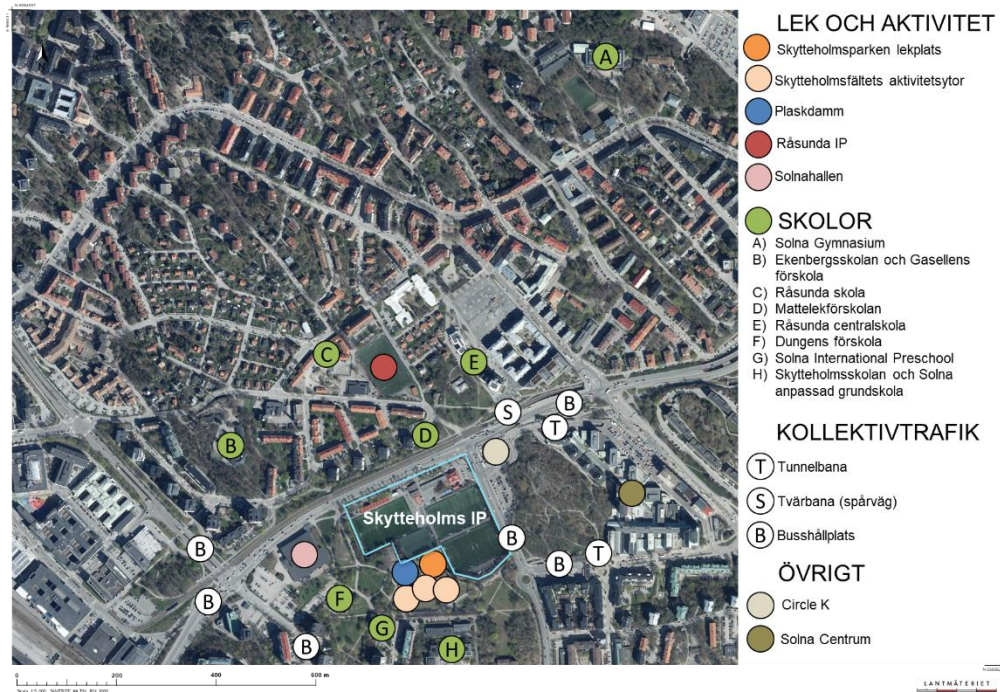 LEK OCH AKTIVITET
Skytteholmsparken lekplats
Skytteholmsfältets aktivitetsytor
Plaskdamm
Råsunda IP
Solnahallen
SKOLOR
A) Solna Gymnasium
B) Ekenbergsskolan och Gasellens
förskola
C) Råsunda skola
D) Mattelekförskolan
E) Råsunda centralskola
F) Dungens förskola
G) Solna International Preschool
H) Skytteholmsskolan och Solna
anpassad grundskola
KOLLEKTIVTRAFIK
T Tunnelbana
S Tvärbana (spårväg)
B Busshållplats
ÖVRIGT
Circle K
Solna Centrum
A
C
E
S
B
T
D
B
Skytteholms IP
B
B
B
T
B
F
G
B
H
0 200 400 600 m
LANTMÄTERIET